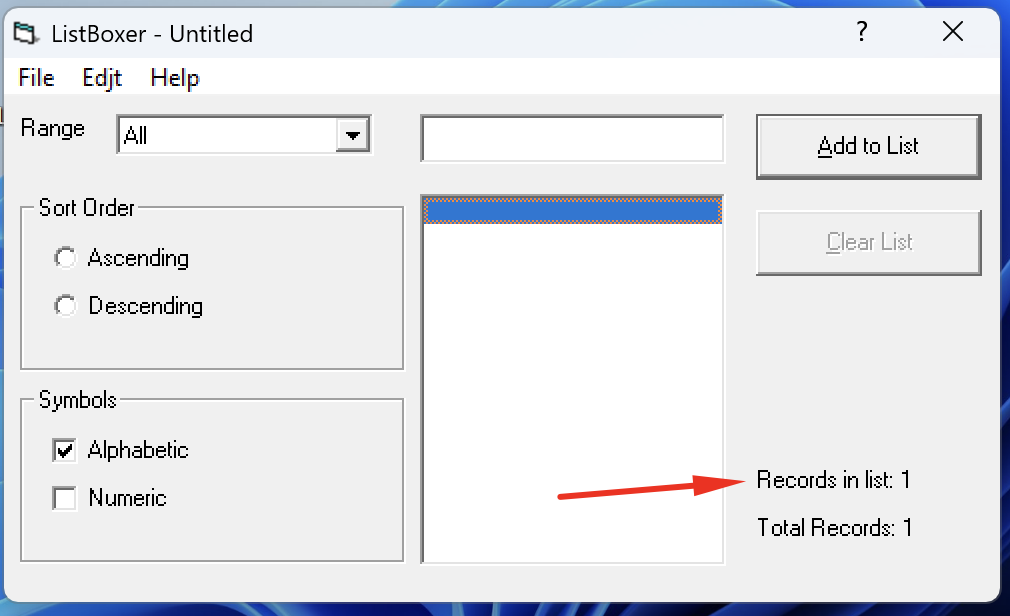 ListBoxer - Untitled
?
File Edjt Help
Range
All
Add to List
Sort Order
Clear List
Ascending
Descending
Symbols
Alphabetic
Numeric
Records in list: 1
Total Records: 1